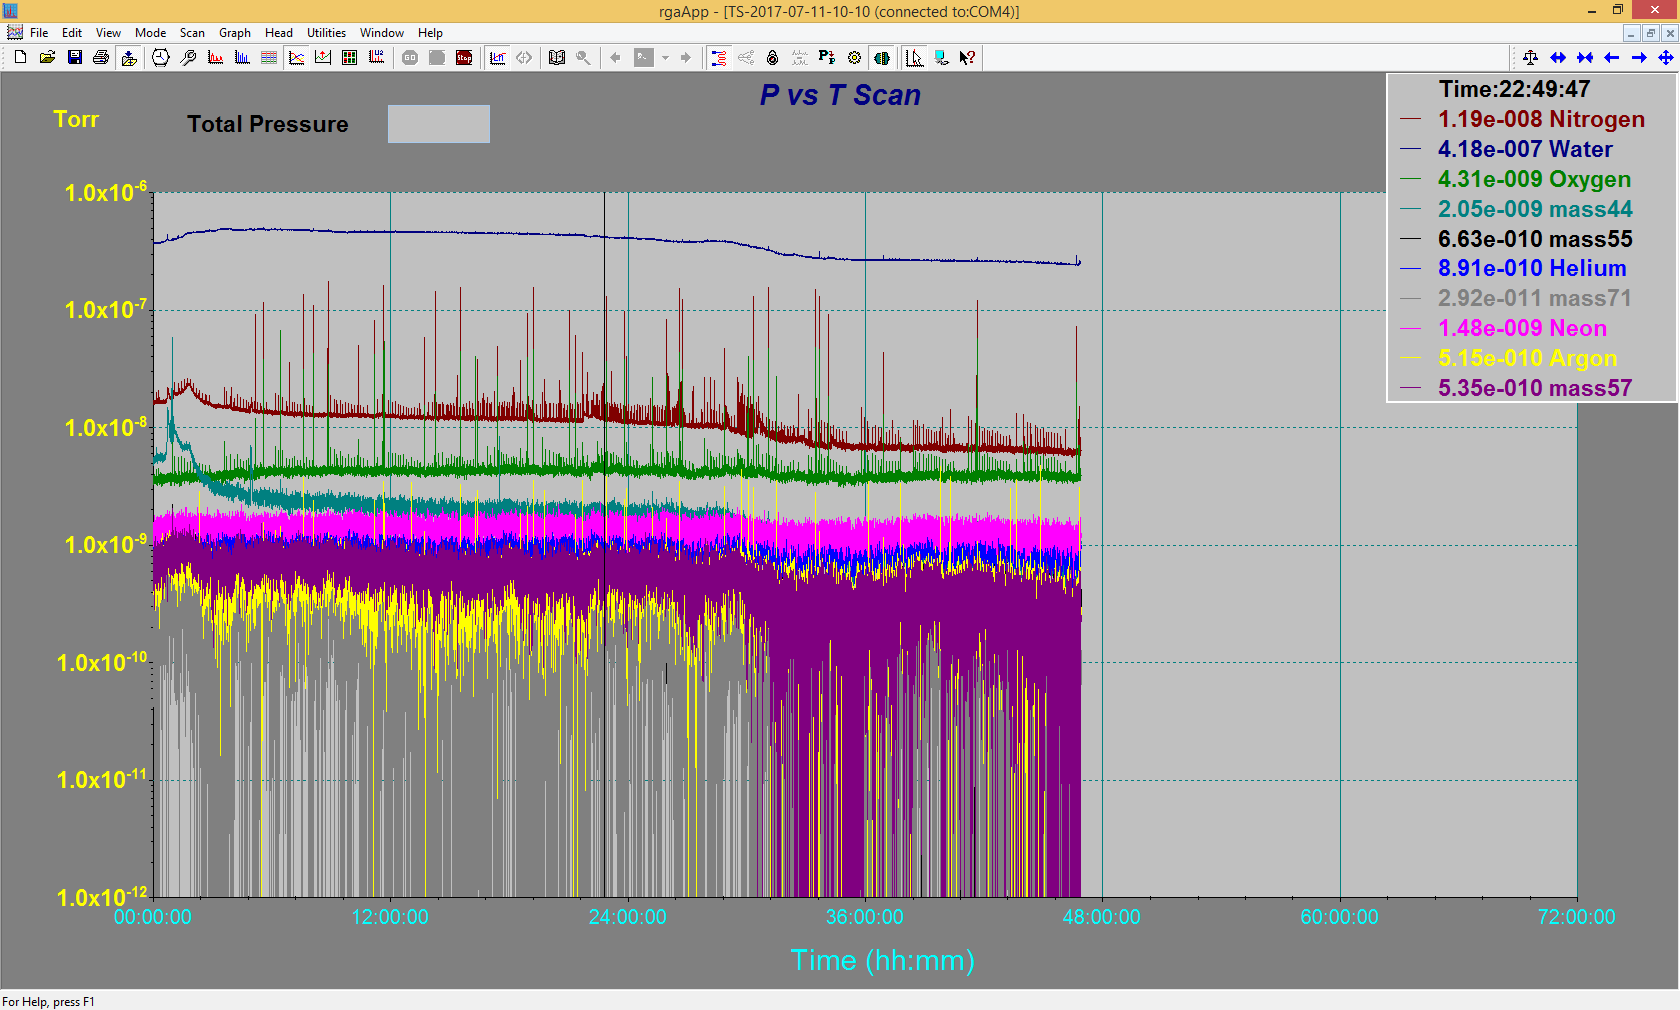 rgaApp - [TS-2017-07-11-10-10 (connected to:COM4)]
File Edit View Mode Scan Graph Head Utilities Window Help
GO Stop
P vs T Scan
Torr
Total Pressure
Time:22:49:47
1.19e-008 Nitrogen
4.18e-007 Water
4.31e-009 Oxygen
2.05e-009 mass44
6.63e-010 mass55
8.91e-010 Helium
2.92e-011 mass71
1.48e-009 Neon
5.15e-010 Argon
5.35e-010 mass57
1.0x10-6
1.0x10-7
1.0x10-8
1.0x10-9
1.0x10-10
1.0x10-11
1.0x10-12
00:00:00 12:00:00 24:00:00 36:00:00 48:00:00 60:00:00 72:00:00
Time (hh:mm)
For Help, press F1